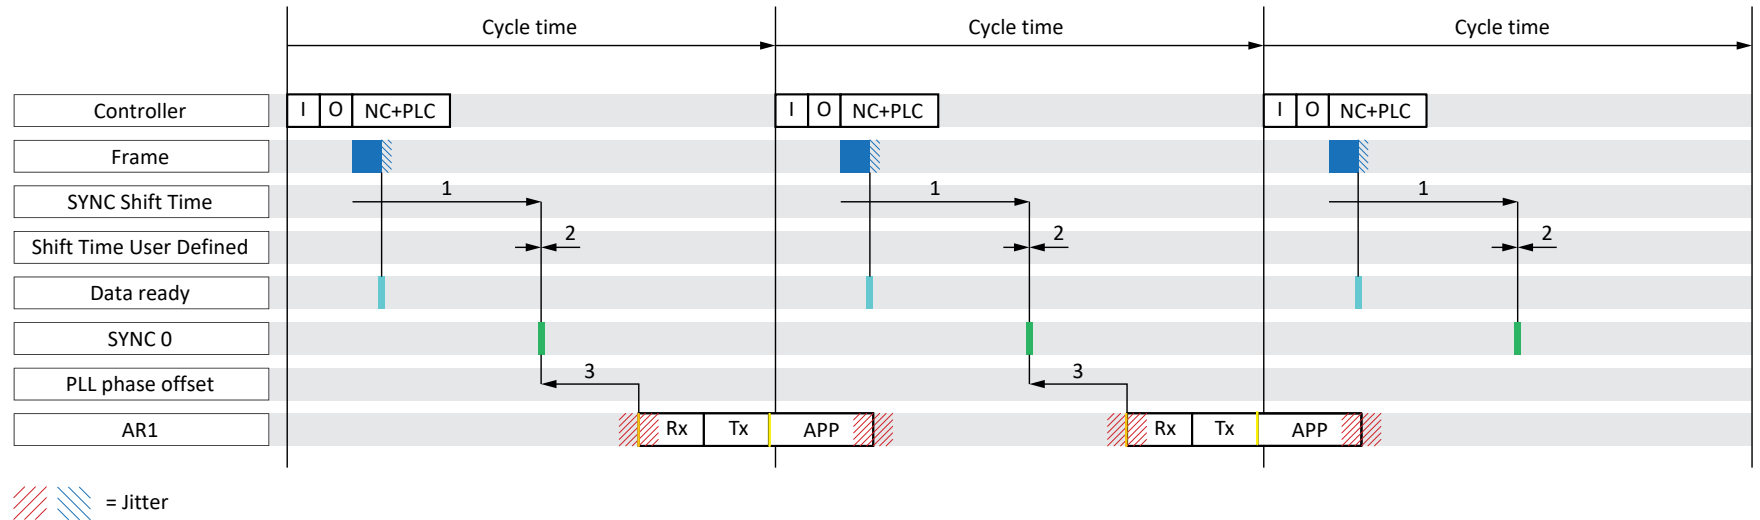 Cycle time Cycle time Cycle time
Controller I O NC+PLC I O NC+PLC I O NC+PLC
Frame
SYNC Shift Time 1 1 1
Shift Time User Defined 2 2 2
Data ready
SYNC 0
PLL phase offset 3 3
AR1 Rx Tx APP Rx Tx APP
= Jitter